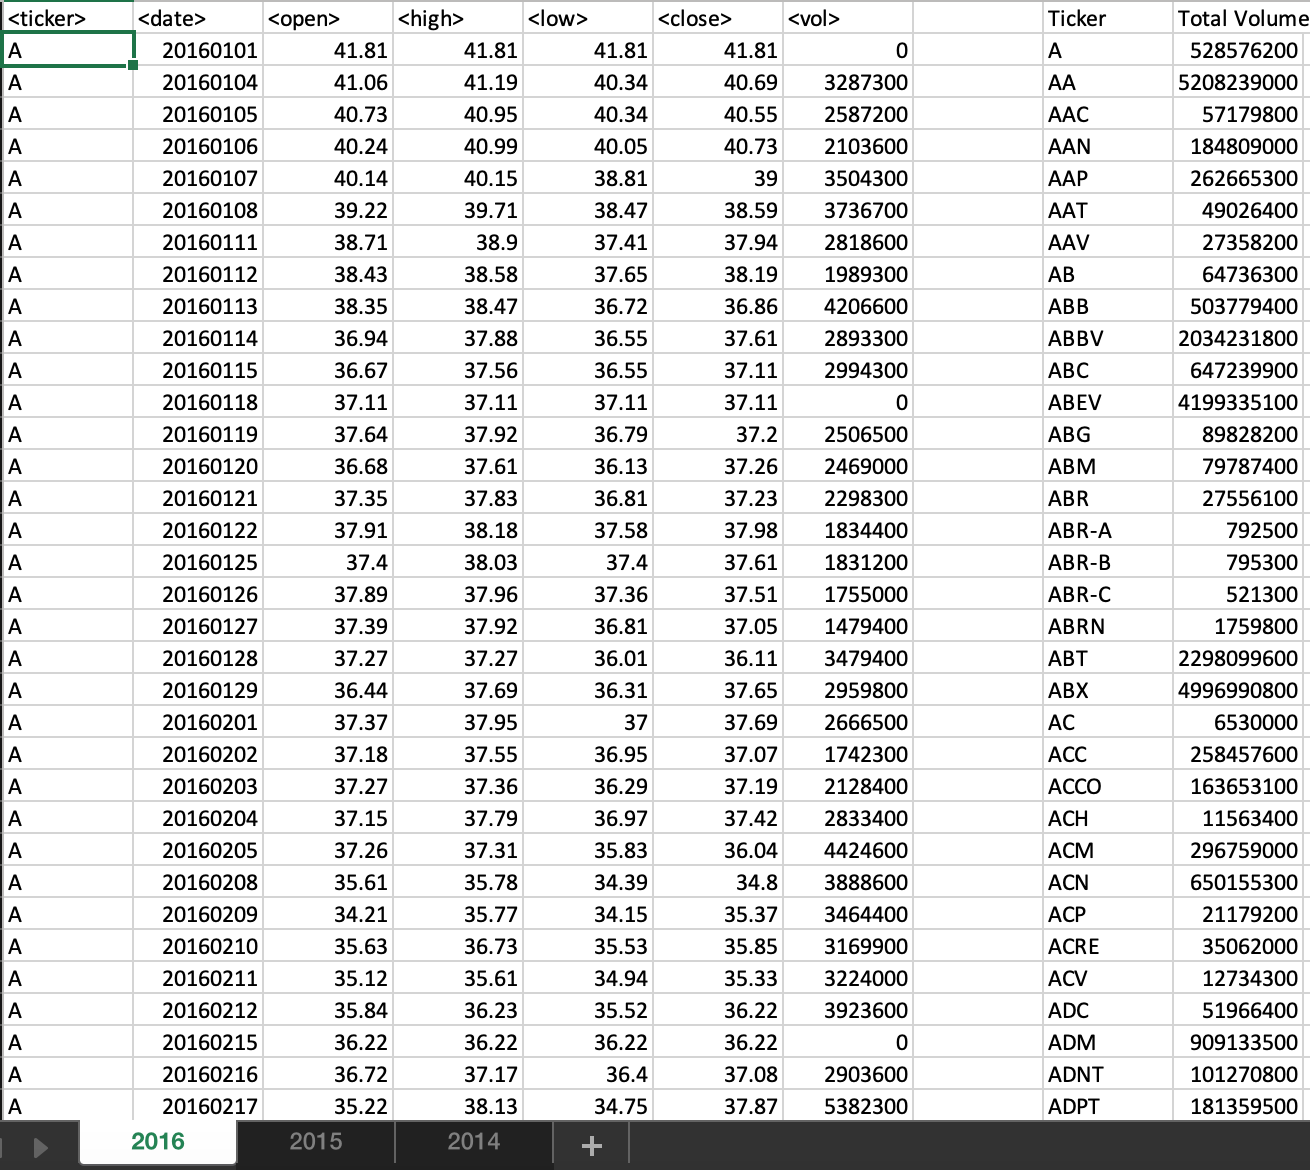 <ticker> <date> <open> <high> <low> <close> <vol> Ticker Total Volume
A 20160101 41.81 41.81 41.81 41.81 0 A 528576200
A 20160104 41.06 41.19 40.34 40.69 3287300 AA 5208239000
A 20160105 40.73 40.95 40.34 40.55 2587200 AAC 57179800
A 20160106 40.24 40.99 40.05 40.73 2103600 AAN 184809000
A 20160107 40.14 40.15 38.81 39 3504300 AAP 262665300
A 20160108 39.22 39.71 38.47 38.59 3736700 AAT 49026400
A 20160111 38.71 38.9 37.41 37.94 2818600 AAV 27358200
A 20160112 38.43 38.58 37.65 38.19 1989300 AB 64736300
A 20160113 38.35 38.47 36.72 36.86 4206600 ABB 503779400
A 20160114 36.94 37.88 36.55 37.61 2893300 ABBV 2034231800
A 20160115 36.67 37.56 36.55 37.11 2994300 ABC 647239900
A 20160118 37.11 37.11 37.11 37.11 0 ABEV 4199335100
A 20160119 37.64 37.92 36.79 37.2 2506500 ABG 89828200
A 20160120 36.68 37.61 36.13 37.26 2469000 ABM 79787400
A 20160121 37.35 37.83 36.81 37.23 2298300 ABR 27556100
A 20160122 37.91 38.18 37.58 37.98 1834400 ABR-A 792500
A 20160125 37.4 38.03 37.4 37.61 1831200 ABR-B 795300
A 20160126 37.89 37.96 37.36 37.51 1755000 ABR-C 521300
A 20160127 37.39 37.92 36.81 37.05 1479400 ABRN 1759800
A 20160128 37.27 37.27 36.01 36.11 3479400 ABT 2298099600
A 20160129 36.44 37.69 36.31 37.65 2959800 ABX 4996990800
A 20160201 37.37 37.95 37 37.69 2666500 AC 6530000
A 20160202 37.18 37.55 36.95 37.07 1742300 ACC 258457600
A 20160203 37.27 37.36 36.29 37.19 2128400 ACCO 163653100
A 20160204 37.15 37.79 36.97 37.42 2833400 ACH 11563400
A 20160205 37.26 37.31 35.83 36.04 4424600 ACM 296759000
A 20160208 35.61 35.78 34.39 34.8 3888600 ACN 650155300
A 20160209 34.21 35.77 34.15 35.37 3464400 ACP 21179200
A 20160210 35.63 36.73 35.53 35.85 3169900 ACRE 35062000
A 20160211 35.12 35.61 34.94 35.33 3224000 ACV 12734300
A 20160212 35.84 36.23 35.52 36.22 3923600 ADC 51966400
A 20160215 36.22 36.22 36.22 36.22 0 ADM 909133500
A 20160216 36.72 37.17 36.4 37.08 2903600 ADNT 101270800
A 20160217 35.22 38.13 34.75 37.87 5382300 ADPT 181359500
2016 2015 2014 +